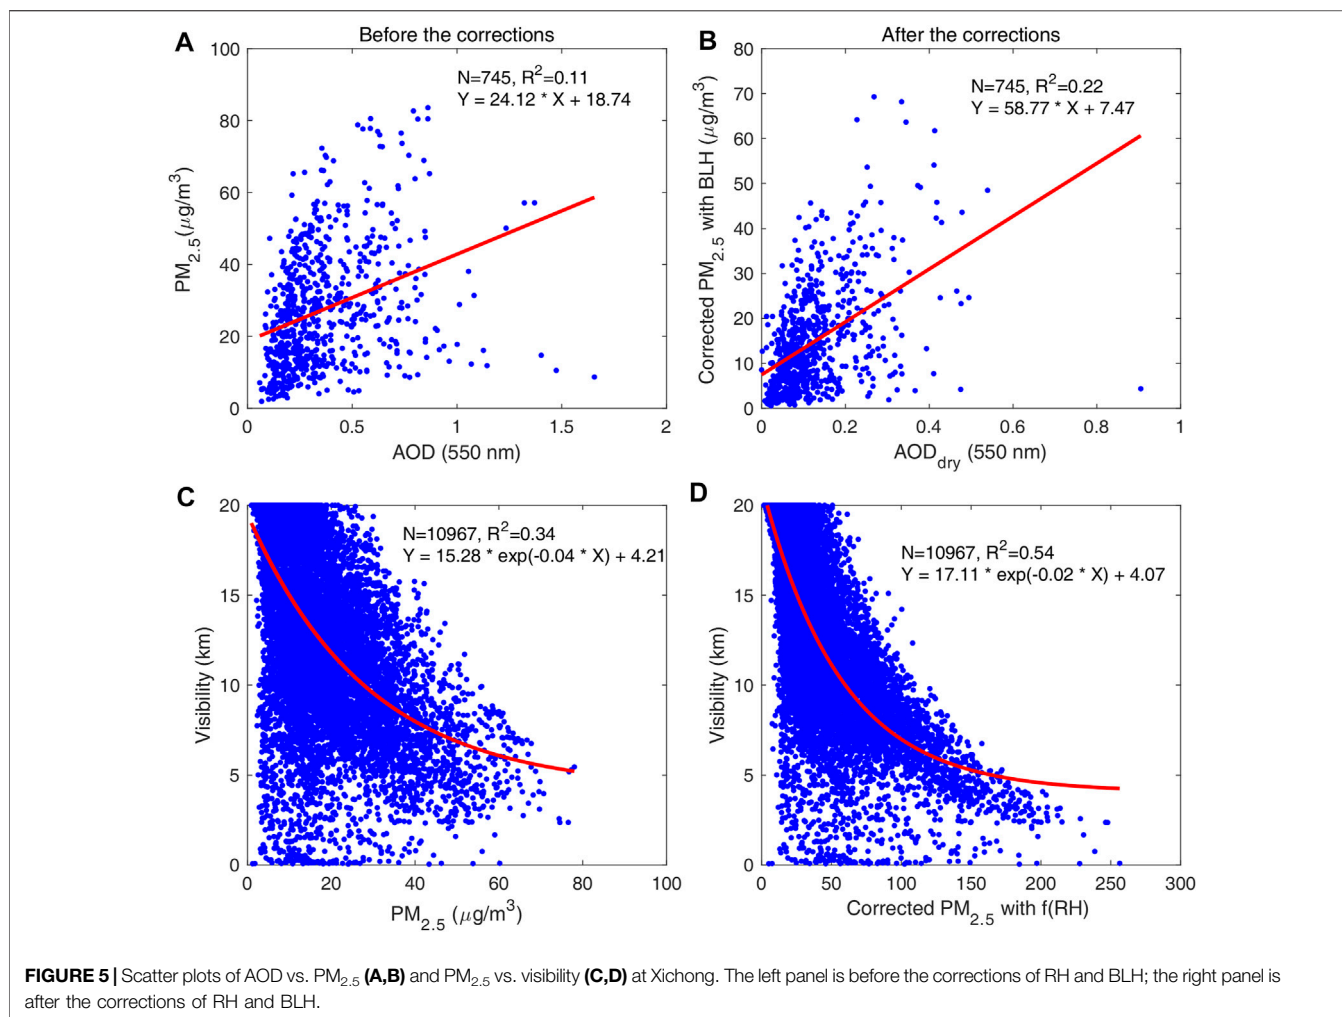 A
Before the corrections
N=745, R²=0.11
Y = 24.12 * X + 18.74
PM₂.₅(μg/m³)
100
80
60
40
20
0
0 0.5 1 1.5 2
AOD (550 nm)
B
After the corrections
N=745, R²=0.22
Y = 58.77 * X + 7.47
Corrected PM₂.₅ with BLH (μg/m³)
80
70
60
50
40
30
20
10
0
0 0.2 0.4 0.6 0.8 1
AOD_dry (550 nm)
C
N=10967, R²=0.34
Y = 15.28 * exp(-0.04 * X) + 4.21
Visibility (km)
20
15
10
5
0
0 20 40 60 80 100
PM₂.₅ (μg/m³)
D
N=10967, R²=0.54
Y = 17.11 * exp(-0.02 * X) + 4.07
Visibility (km)
20
15
10
5
0
0 50 100 150 200 250 300
Corrected PM₂.₅ with f(RH)
FIGURE 5 | Scatter plots of AOD vs. PM₂.₅ (A,B) and PM₂.₅ vs. visibility (C,D) at Xichong. The left panel is before the corrections of RH and BLH; the right panel is
after the corrections of RH and BLH.